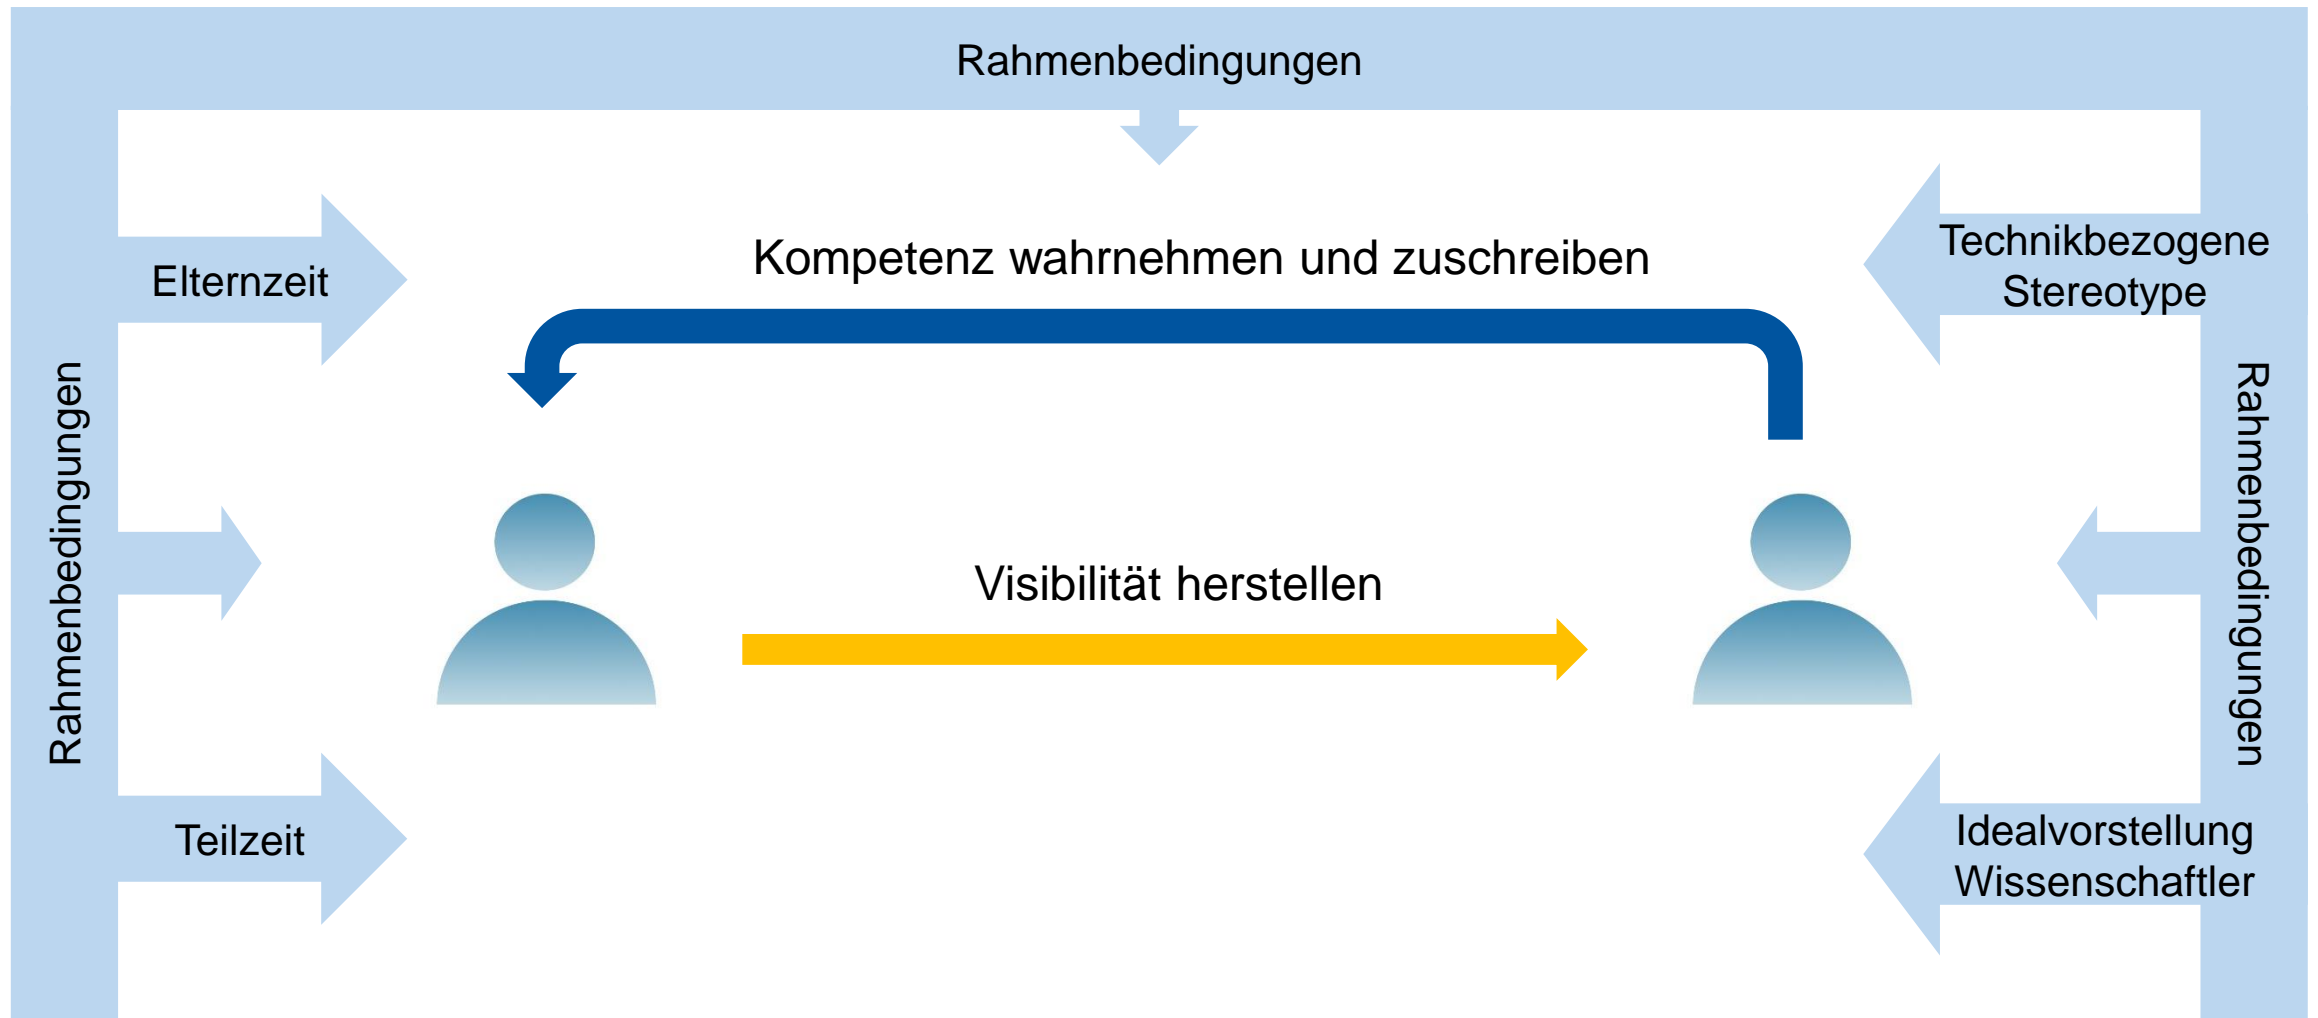 Rahmenbedingungen
Elternzeit
Kompetenz wahrnehmen und zuschreiben
Technikbezogene
Stereotype
Rahmenbedingungen
Visibilität herstellen
Rahmenbedingungen
Teilzeit
Idealvorstellung
Wissenschaftler